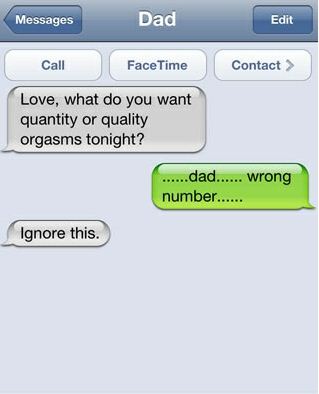 Messages Dad Edit
Call FaceTime Contact
Love, what do you want
quantity or quality
orgasms tonight?
......dad...... wrong
number......
Ignore this.